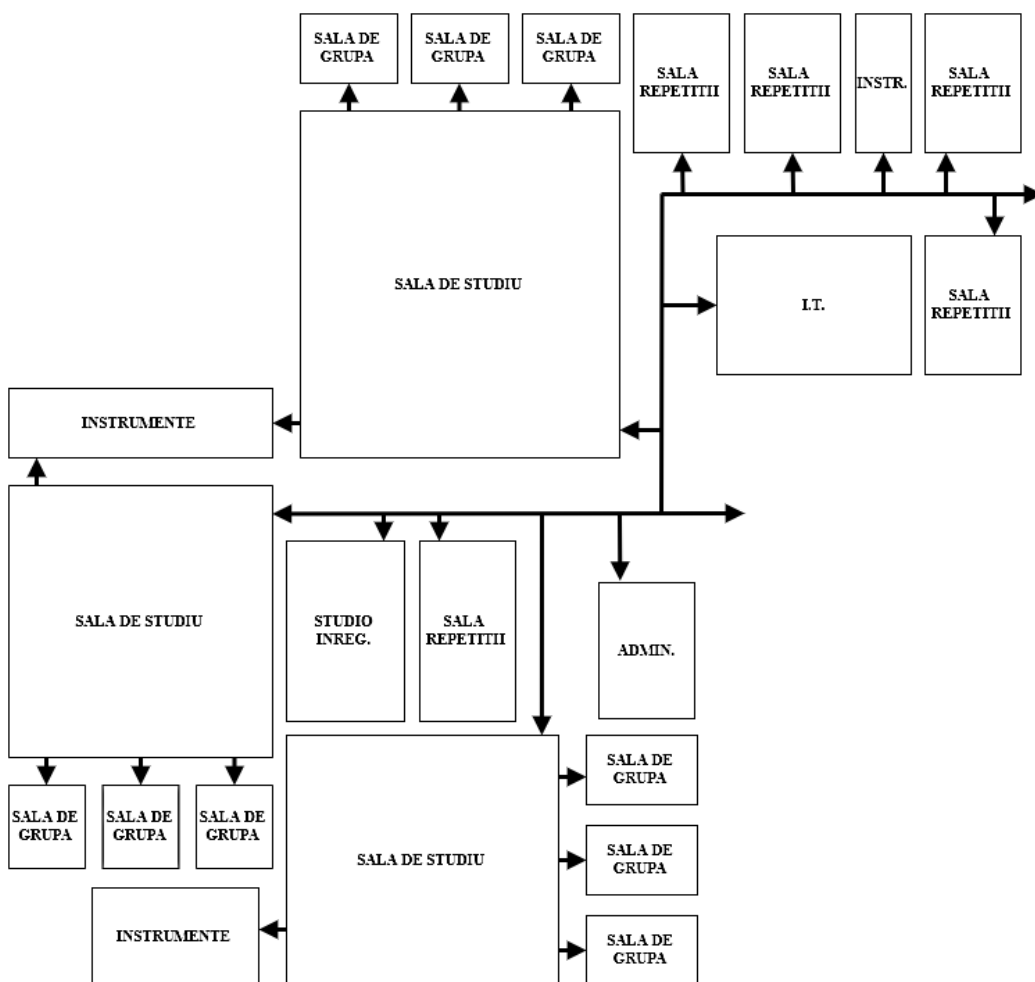 SALA DE
GRUPA
SALA DE
GRUPA
SALA DE
GRUPA
SALA
REPETITII
SALA
REPETITII
INSTR.
SALA
REPETITII
SALA DE STUDIU
I.T.
SALA
REPETITII
INSTRUMENTE
SALA DE STUDIU
STUDIO
INREG.
SALA
REPETITII
ADMIN.
SALA DE
GRUPA
SALA DE
GRUPA
SALA DE
GRUPA
SALA DE STUDIU
SALA DE
GRUPA
SALA DE
GRUPA
SALA DE
GRUPA
INSTRUMENTE